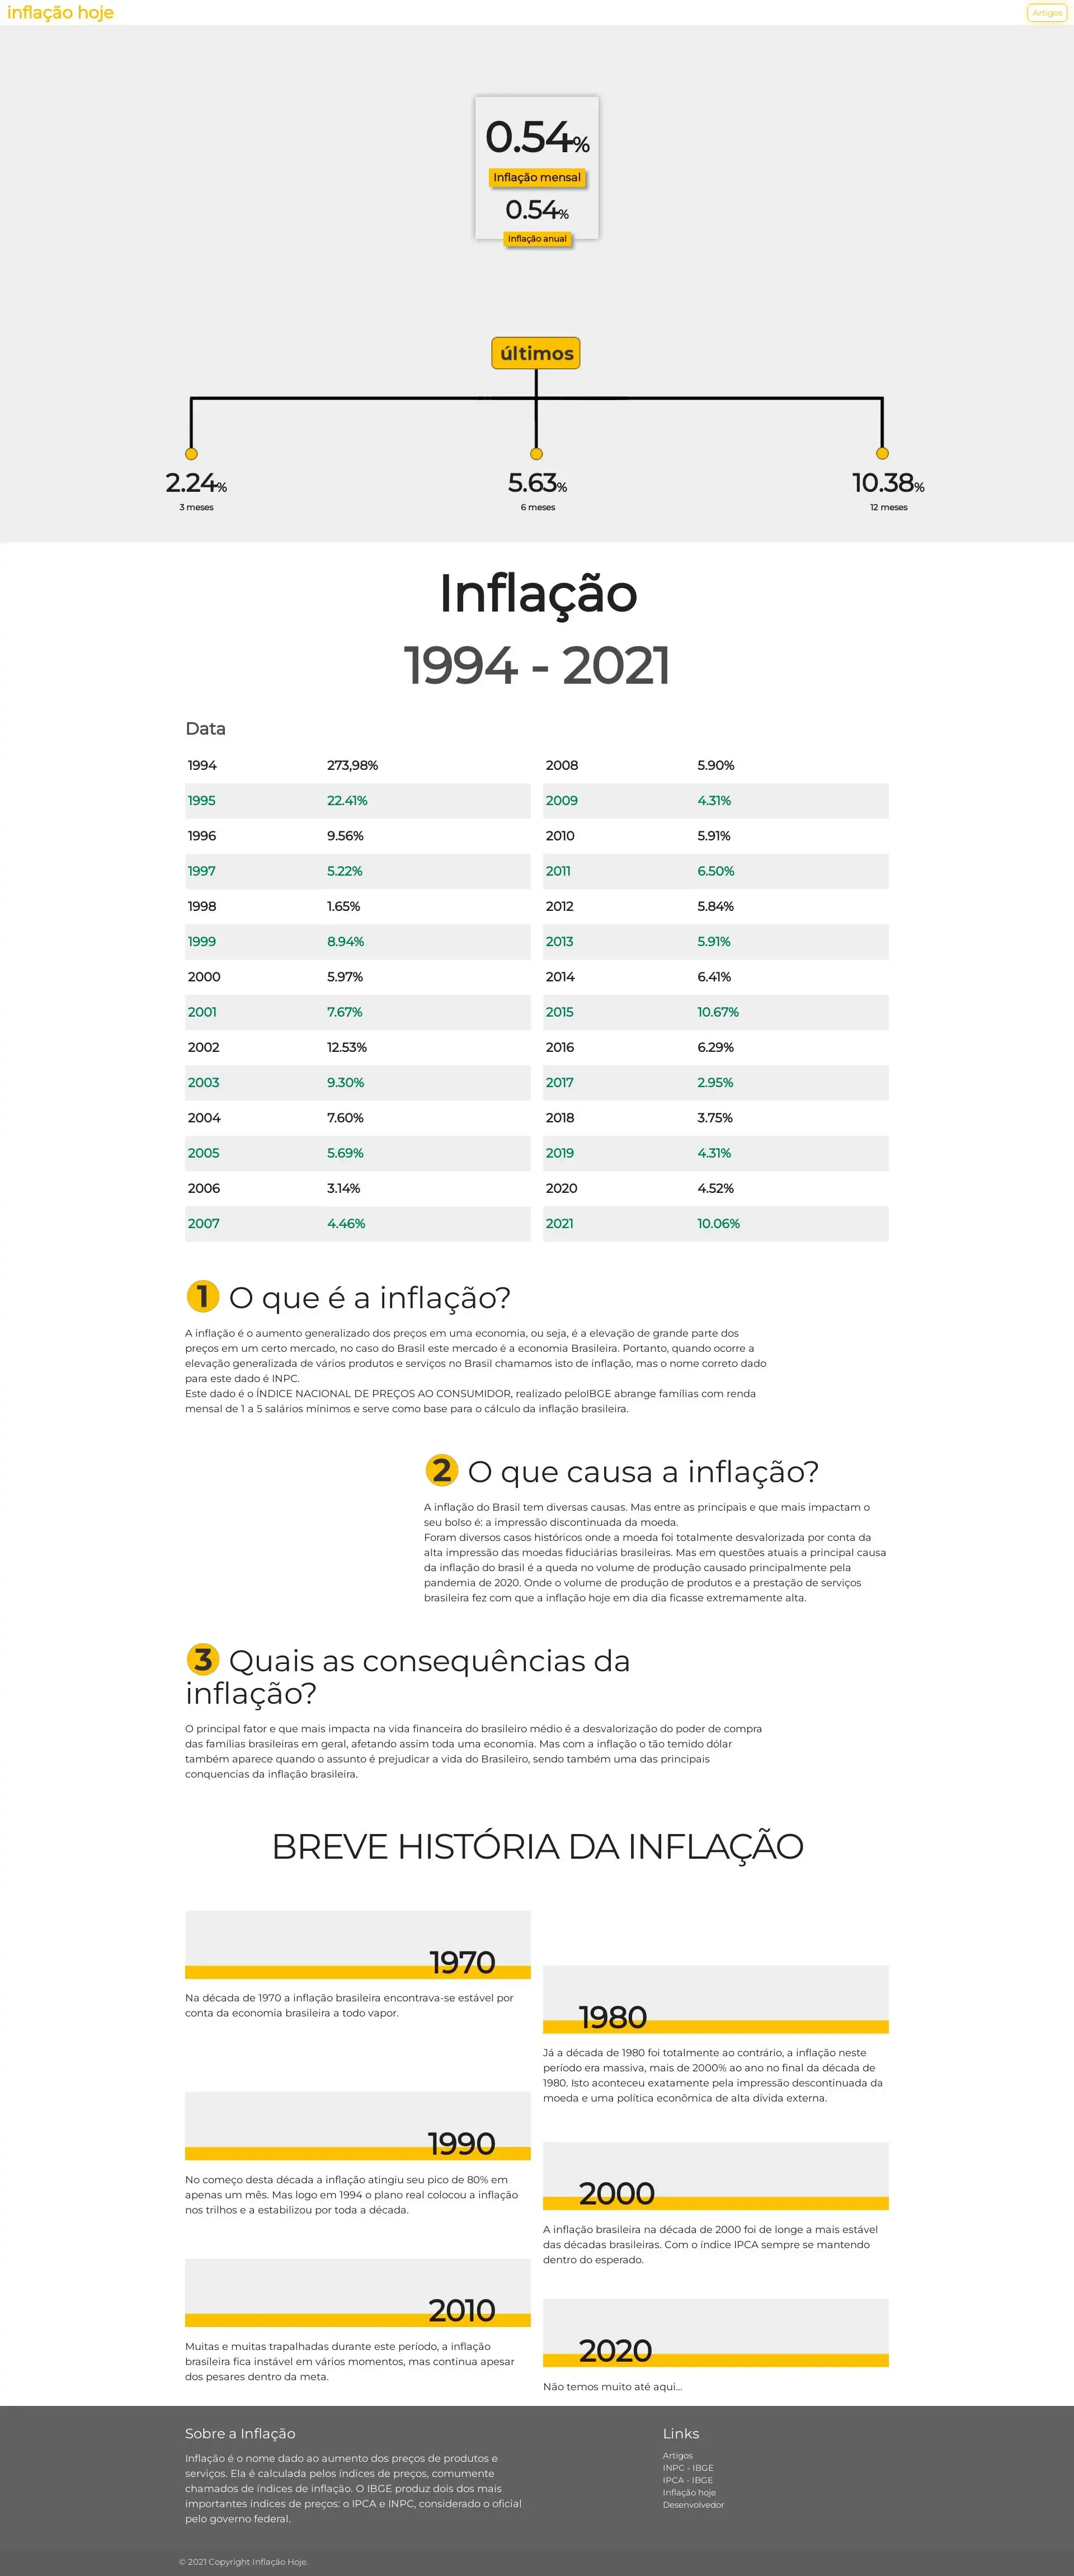 inflação hoje
Artigos
0.54%
Inflação mensal
0.54%
Inflação anual
últimos
2.24%
3 meses
5.63%
6 meses
10.38%
12 meses
Inflação
1994 - 2021
Data
1994 273,98%
1995 22.41%
1996 9.56%
1997 5.22%
1998 1.65%
1999 8.94%
2000 5.97%
2001 7.67%
2002 12.53%
2003 9.30%
2004 7.60%
2005 5.69%
2006 3.14%
2007 4.46%
2008 5.90%
2009 4.31%
2010 5.91%
2011 6.50%
2012 5.84%
2013 5.91%
2014 6.41%
2015 10.67%
2016 6.29%
2017 2.95%
2018 3.75%
2019 4.31%
2020 4.52%
2021 10.06%
1 O que é a inflação?
A inflação é o aumento generalizado dos preços em uma economia, ou seja, é a elevação de grande parte dos
preços em um certo mercado, no caso do Brasil este mercado é a economia Brasileira. Portanto, quando ocorre a
elevação generalizada de vários produtos e serviços no Brasil chamamos isto de inflação, mas o nome correto dado
para este dado é INPC.
Este dado é o ÍNDICE NACIONAL DE PREÇOS AO CONSUMIDOR, realizado peloIBGE abrange famílias com renda
mensal de 1 a 5 salários mínimos e serve como base para o cálculo da inflação brasileira.
2 O que causa a inflação?
A inflação do Brasil tem diversas causas. Mas entre as principais e que mais impactam o
seu bolso é: a impressão discontinuada da moeda.
Foram diversos casos históricos onde a moeda foi totalmente desvalorizada por conta da
alta impressão das moedas fiduciárias brasileiras. Mas em questões atuais a principal causa
da inflação do brasil é a queda no volume de produção causado principalmente pela
pandemia de 2020. Onde o volume de produção de produtos e a prestação de serviços
brasileira fez com que a inflação hoje em dia dia ficasse extremamente alta.
3 Quais as consequências da
inflação?
O principal fator e que mais impacta na vida financeira do brasileiro médio é a desvalorização do poder de compra
das famílias brasileiras em geral, afetando assim toda uma economia. Mas com a inflação o tão temido dólar
também aparece quando o assunto é prejudicar a vida do Brasileiro, sendo também uma das principais
conquencias da inflação brasileira.
BREVE HISTÓRIA DA INFLAÇÃO
1970
Na década de 1970 a inflação brasileira encontrava-se estável por
conta da economia brasileira a todo vapor.
1980
Já a década de 1980 foi totalmente ao contrário, a inflação neste
período era massiva, mais de 2000% ao ano no final da década de
1980. Isto aconteceu exatamente pela impressão descontinuada da
moeda e uma política econômica de alta dívida externa.
1990
No começo desta década a inflação atingiu seu pico de 80% em
apenas um mês. Mas logo em 1994 o plano real colocou a inflação
nos trilhos e a estabilizou por toda a década.
2000
A inflação brasileira na década de 2000 foi de longe a mais estável
das décadas brasileiras. Com o índice IPCA sempre se mantendo
dentro do esperado.
2010
Muitas e muitas trapalhadas durante este período, a inflação
brasileira fica instável em vários momentos, mas continua apesar
dos pesares dentro da meta.
2020
Não temos muito até aqui...
Sobre a Inflação
Inflação é o nome dado ao aumento dos preços de produtos e
serviços. Ela é calculada pelos índices de preços, comumente
chamados de índices de inflação. O IBGE produz dois dos mais
importantes índices de preços: o IPCA e INPC, considerado o oficial
pelo governo federal.
Links
Artigos
INPC - IBGE
IPCA - IBGE
Inflação hoje
Desenvolvedor
© 2021 Copyright Inflação Hoje.